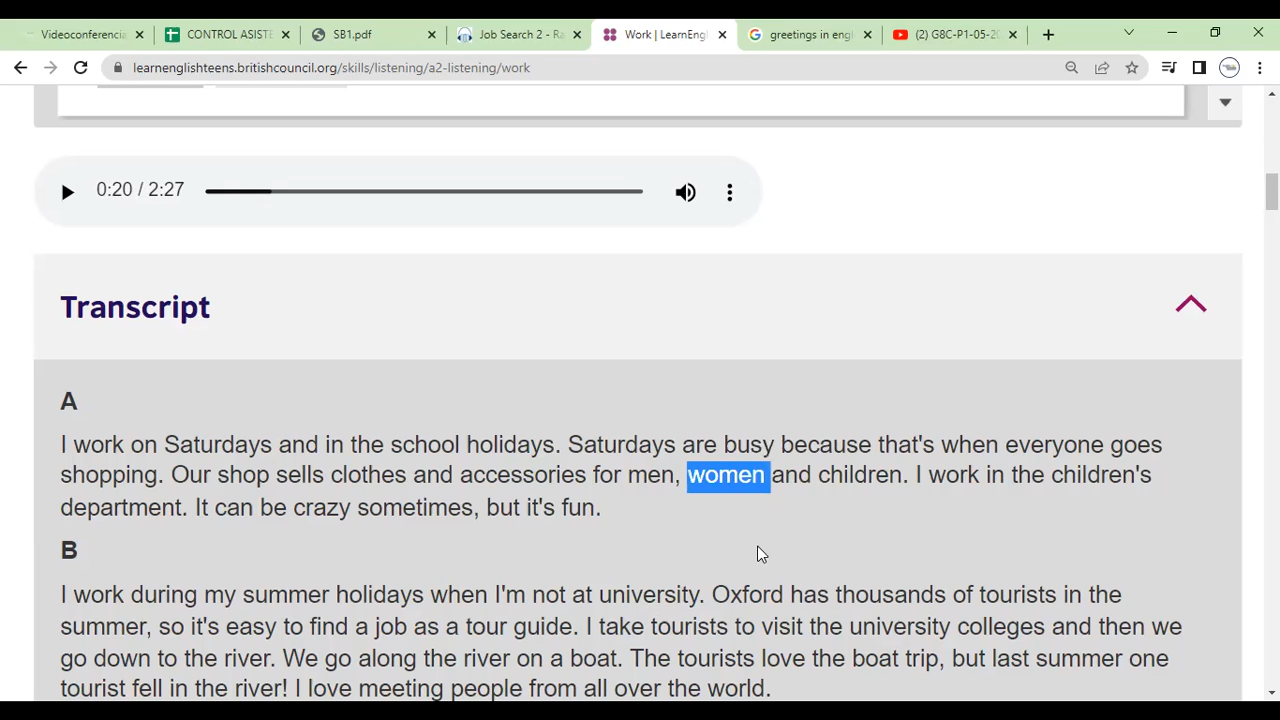 Videoconferencia
CONTROL ASISTE
SB1.pdf
Job Search 2 - Ra
Work | LearnEngl
greetings in engl
(2) G8C-P1-05-20
learnenglishteens.britishcouncil.org/skills/listening/a2-listening/work
0:20 / 2:27
Transcript
A
I work on Saturdays and in the school holidays. Saturdays are busy because that's when everyone goes
shopping. Our shop sells clothes and accessories for men, women and children. I work in the children's
department. It can be crazy sometimes, but it's fun.
B
I work during my summer holidays when I'm not at university. Oxford has thousands of tourists in the
summer, so it's easy to find a job as a tour guide. I take tourists to visit the university colleges and then we
go down to the river. We go along the river on a boat. The tourists love the boat trip, but last summer one
tourist fell in the river! I love meeting people from all over the world.